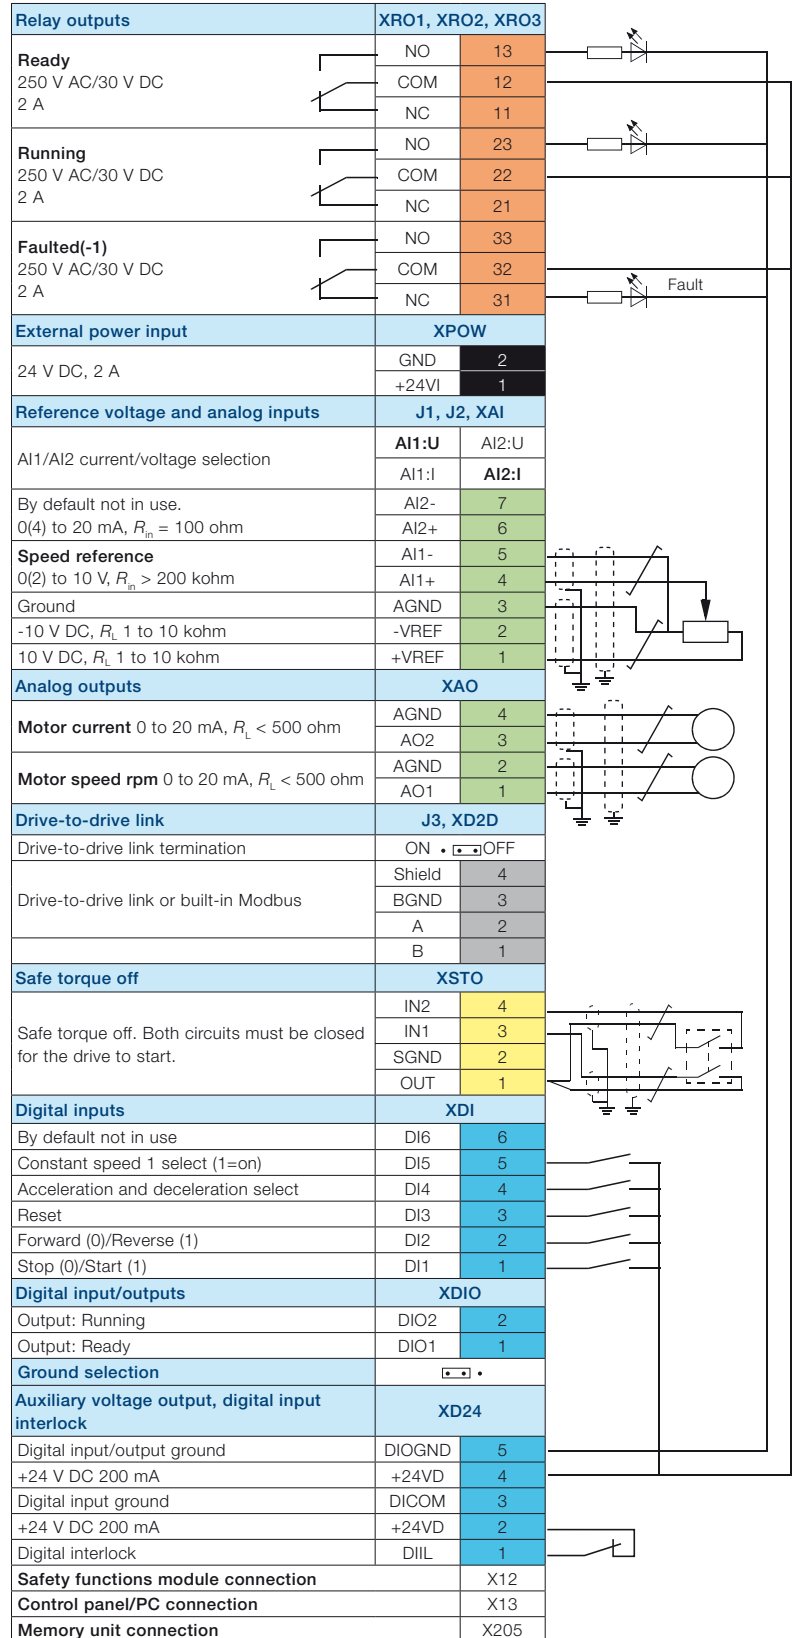 Relay outputs XRO1, XRO2, XRO3
Ready
250 V AC/30 V DC
2 A
NO 13
COM 12
NC 11
Running
250 V AC/30 V DC
2 A
NO 23
COM 22
NC 21
Faulted(-1)
250 V AC/30 V DC
2 A
NO 33
COM 32
NC 31
Fault
External power input XPOW
24 V DC, 2 A
GND 2
+24VI 1
Reference voltage and analog inputs J1, J2, XAI
AI1/AI2 current/voltage selection
AI1:U AI2:U
AI1:I AI2:I
By default not in use.
0(4) to 20 mA, Rin = 100 ohm
AI2- 7
AI2+ 6
Speed reference
0(2) to 10 V, Rin > 200 kohm
AI1- 5
AI1+ 4
Ground AGND 3
-10 V DC, RL 1 to 10 kohm -VREF 2
10 V DC, RL 1 to 10 kohm +VREF 1
Analog outputs XAO
Motor current 0 to 20 mA, RL < 500 ohm
AGND 4
AO2 3
Motor speed rpm 0 to 20 mA, RL < 500 ohm
AGND 2
AO1 1
Drive-to-drive link J3, XD2D
Drive-to-drive link termination ON OFF
Drive-to-drive link or built-in Modbus
Shield 4
BGND 3
A 2
B 1
Safe torque off XSTO
Safe torque off. Both circuits must be closed
for the drive to start.
IN2 4
IN1 3
SGND 2
OUT 1
Digital inputs XDI
By default not in use DI6 6
Constant speed 1 select (1=on) DI5 5
Acceleration and deceleration select DI4 4
Reset DI3 3
Forward (0)/Reverse (1) DI2 2
Stop (0)/Start (1) DI1 1
Digital input/outputs XDIO
Output: Running DIO2 2
Output: Ready DIO1 1
Ground selection
Auxiliary voltage output, digital input
interlock
XD24
Digital input/output ground DIOGND 5
+24 V DC 200 mA +24VD 4
Digital input ground DICOM 3
+24 V DC 200 mA +24VD 2
Digital interlock DIIL 1
Safety functions module connection X12
Control panel/PC connection X13
Memory unit connection X205